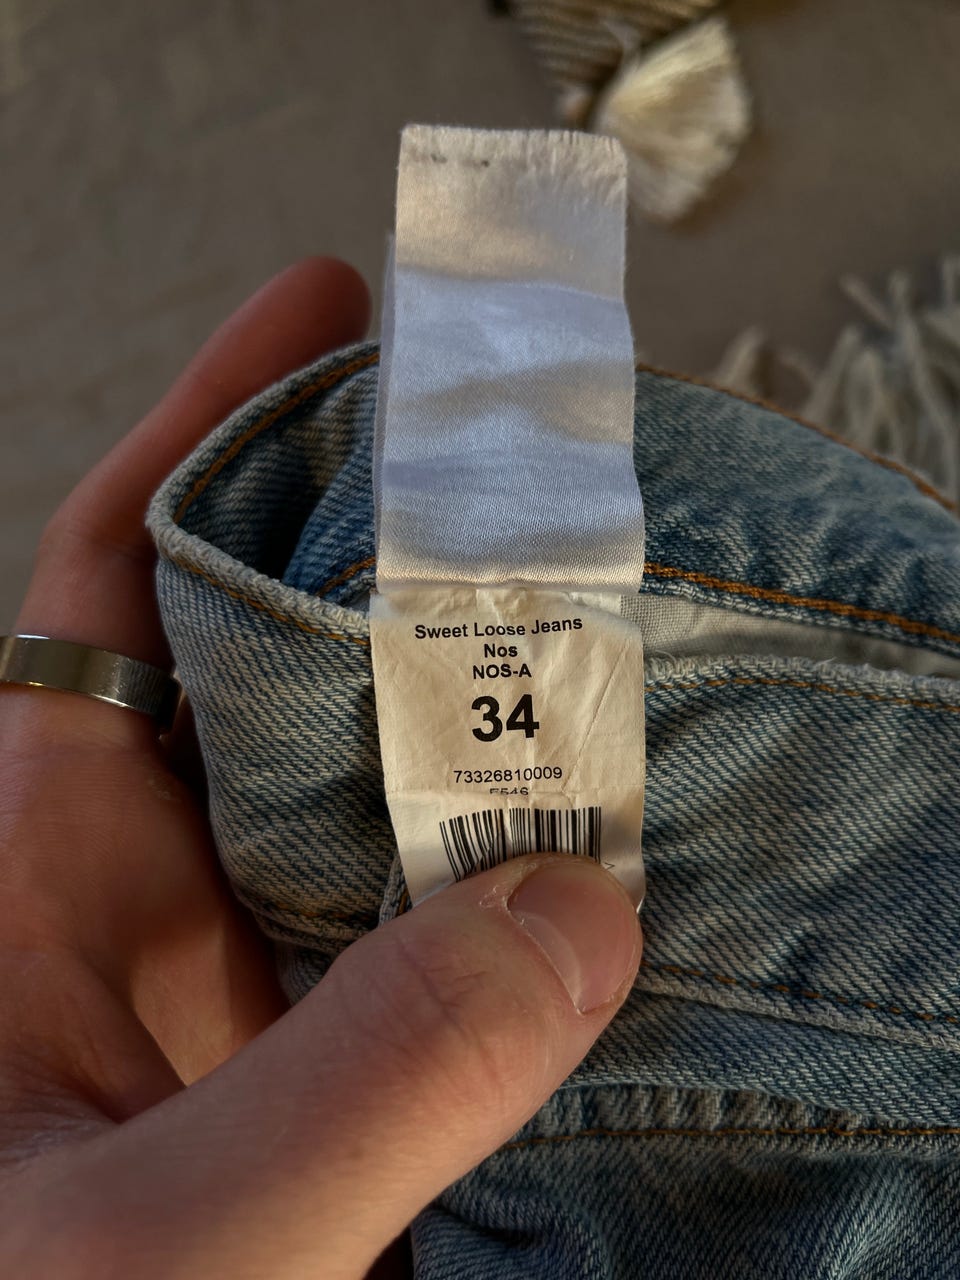 Sweet Loose Jeans
Nos
NOS-A
34
73326810009